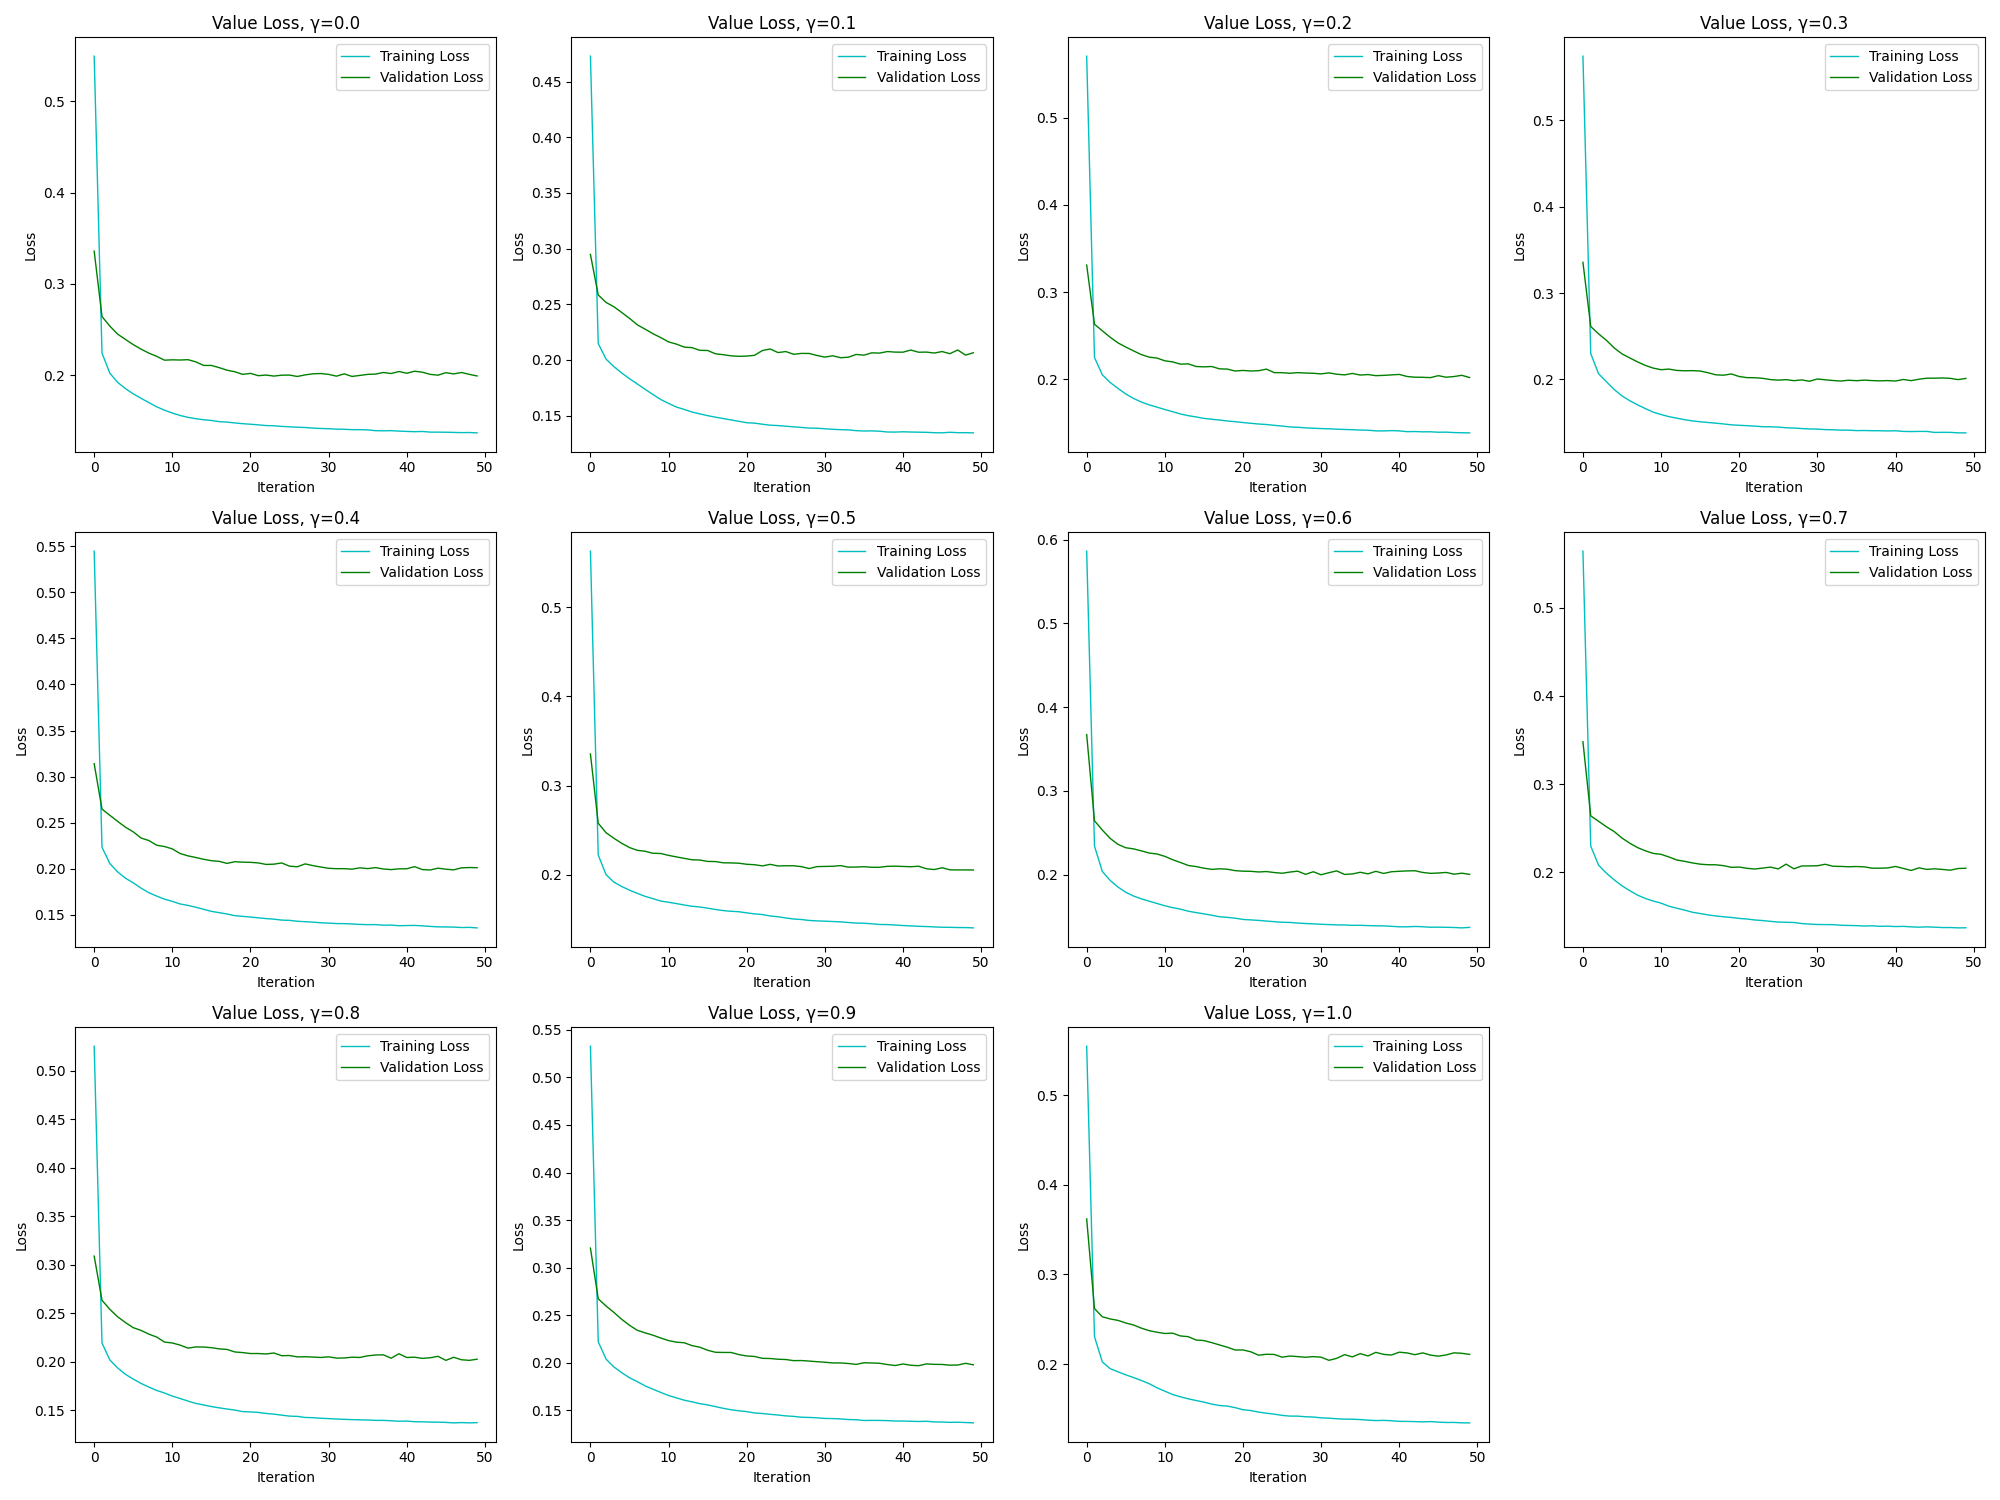 Value Loss, γ=0.0
Training Loss
Validation Loss
Loss
0.5
0.4
0.3
0.2
0 10 20 30 40 50
Iteration
Value Loss, γ=0.1
Training Loss
Validation Loss
Loss
0.45
0.40
0.35
0.30
0.25
0.20
0.15
0 10 20 30 40 50
Iteration
Value Loss, γ=0.2
Training Loss
Validation Loss
Loss
0.5
0.4
0.3
0.2
0 10 20 30 40 50
Iteration
Value Loss, γ=0.3
Training Loss
Validation Loss
Loss
0.5
0.4
0.3
0.2
0 10 20 30 40 50
Iteration
Value Loss, γ=0.4
Training Loss
Validation Loss
Loss
0.55
0.50
0.45
0.40
0.35
0.30
0.25
0.20
0.15
0 10 20 30 40 50
Iteration
Value Loss, γ=0.5
Training Loss
Validation Loss
Loss
0.5
0.4
0.3
0.2
0 10 20 30 40 50
Iteration
Value Loss, γ=0.6
Training Loss
Validation Loss
Loss
0.6
0.5
0.4
0.3
0.2
0 10 20 30 40 50
Iteration
Value Loss, γ=0.7
Training Loss
Validation Loss
Loss
0.5
0.4
0.3
0.2
0 10 20 30 40 50
Iteration
Value Loss, γ=0.8
Training Loss
Validation Loss
Loss
0.50
0.45
0.40
0.35
0.30
0.25
0.20
0.15
0 10 20 30 40 50
Iteration
Value Loss, γ=0.9
Training Loss
Validation Loss
Loss
0.55
0.50
0.45
0.40
0.35
0.30
0.25
0.20
0.15
0 10 20 30 40 50
Iteration
Value Loss, γ=1.0
Training Loss
Validation Loss
Loss
0.5
0.4
0.3
0.2
0 10 20 30 40 50
Iteration